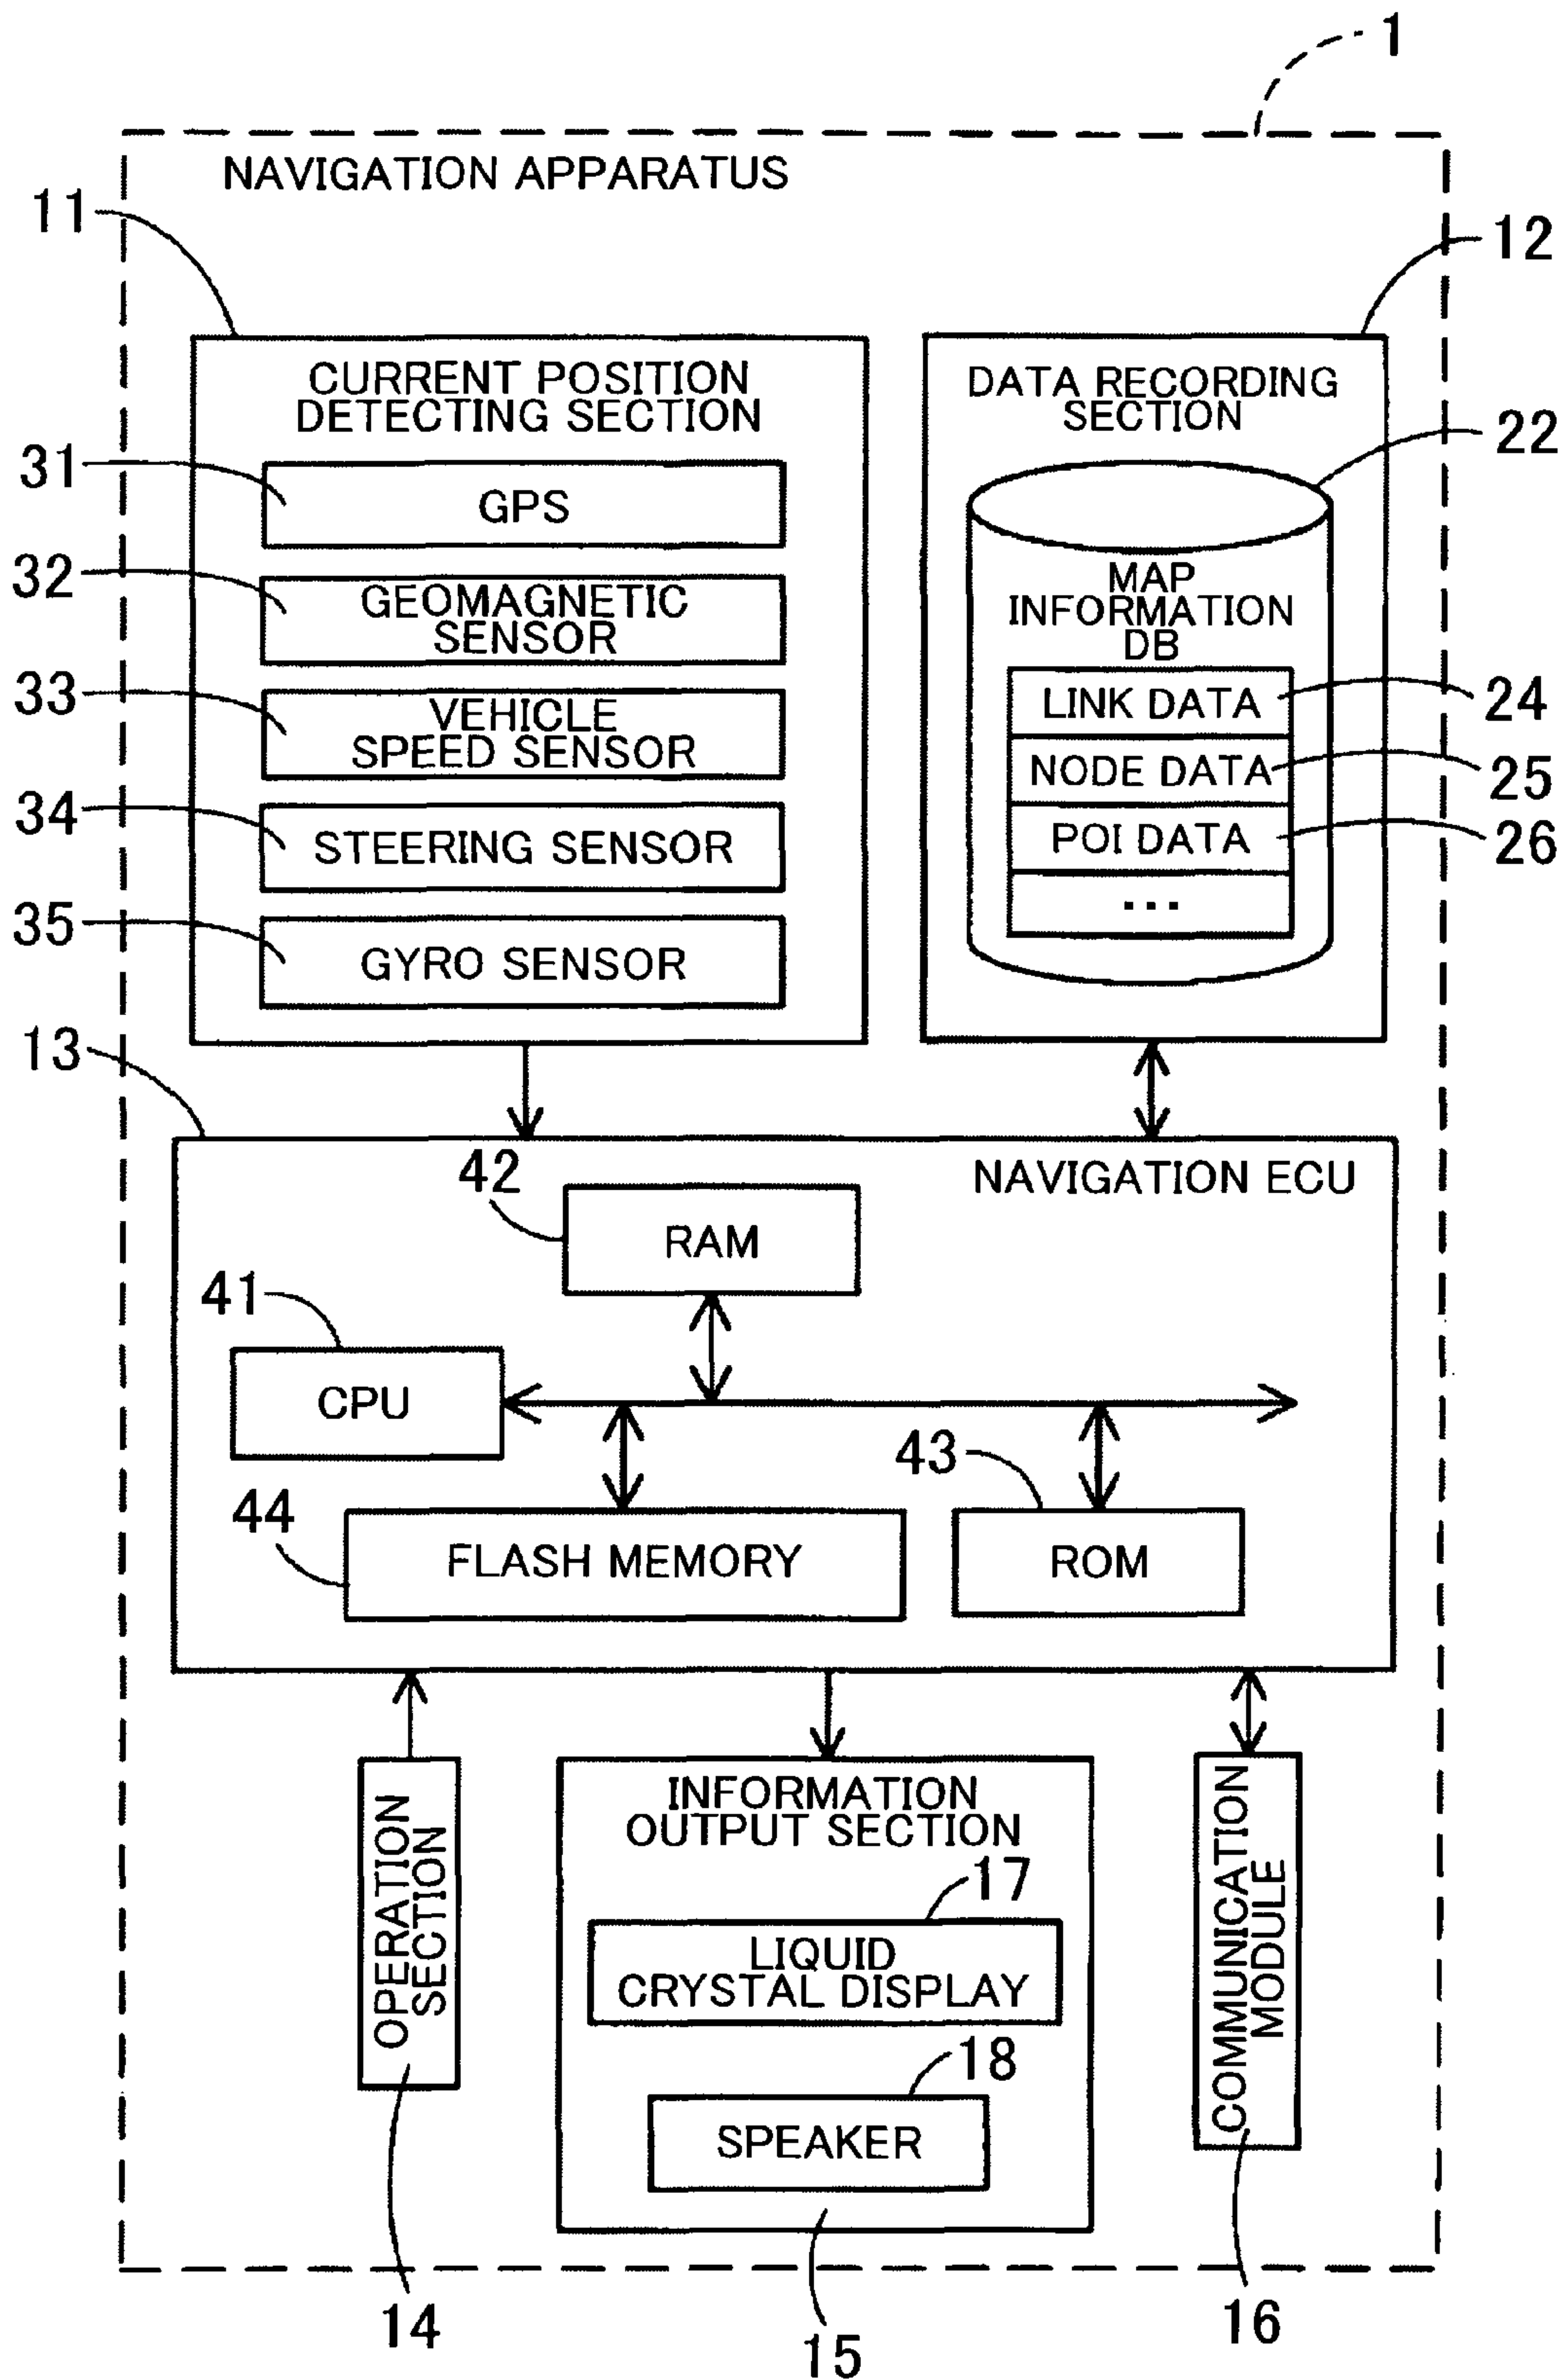 1
NAVIGATION APPARATUS
11
12
CURRENT POSITION
DETECTING SECTION
31
GPS
32
GEOMAGNETIC
SENSOR
33
VEHICLE
SPEED SENSOR
34
STEERING SENSOR
35
GYRO SENSOR
DATA RECORDING
SECTION
22
MAP
INFORMATION
DB
LINK DATA
24
NODE DATA
25
POI DATA
26
...
13
NAVIGATION ECU
42
RAM
41
CPU
43
44
FLASH MEMORY
ROM
OPERATION
SECTION
INFORMATION
OUTPUT SECTION
17
LIQUID
CRYSTAL DISPLAY
18
SPEAKER
COMMUNICATION
MODULE
14
15
16